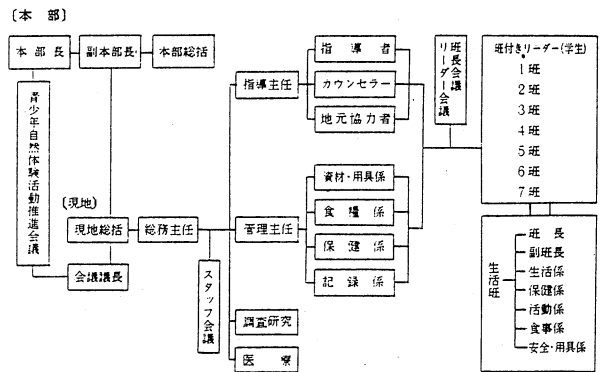 〔本 部〕
本 部 長
副本部長
本部総括
青少年自然体験活動推進会議
〔現地〕
現地総括
総務主任
会議議長
スタッフ会議
指導主任
指 導 者
カウンセラー
地元協力者
管理主任
資材・用具係
食 糧 係
保 健 係
記 録 係
調査研究
医 療
班長会議
リーダー会議
班付きリーダー(学生)
1 班
2 班
3 班
4 班
5 班
6 班
7 班
生活班
班 長
副班長
生活係
保健係
活動係
食事係
安全・用具係